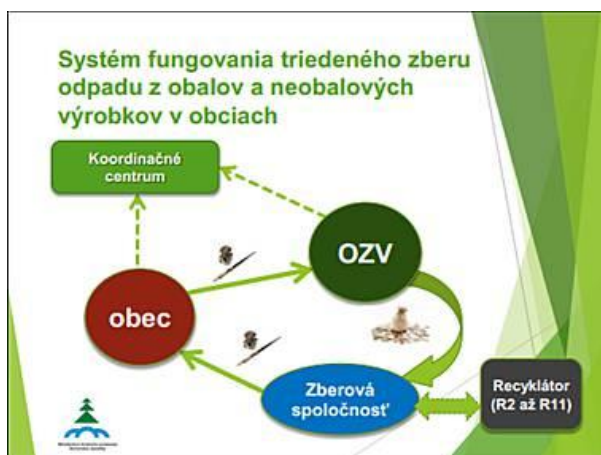 Systém fungovania triedeného zberu
odpadu z obalov a neobalových
výrobkov v obciach
Koordinačné
centrum
OZV
obec
Zberová
spoločnosť
Recyklátor
(R2 až R11)